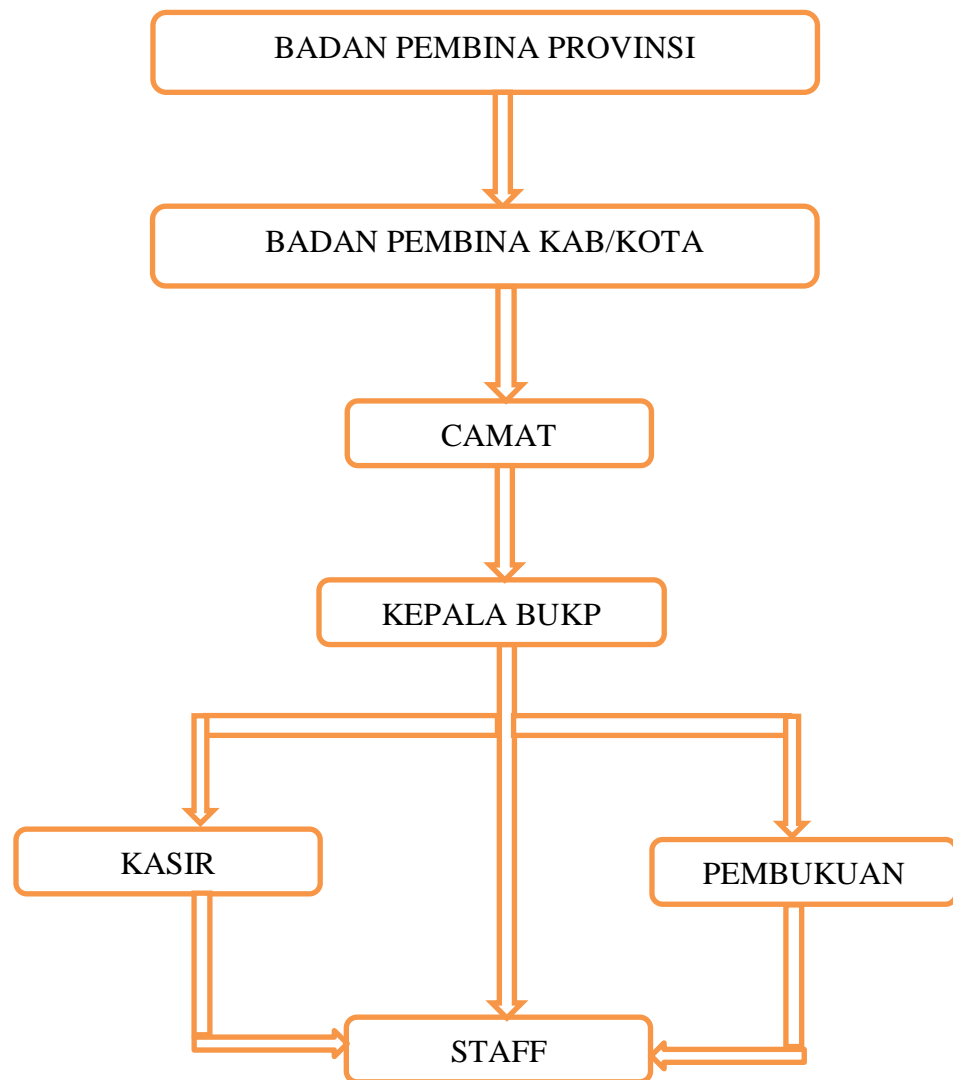 BADAN PEMBINA PROVINSI
BADAN PEMBINA KAB/KOTA
CAMAT
KEPALA BUKP
KASIR
PEMBUKUAN
STAFF